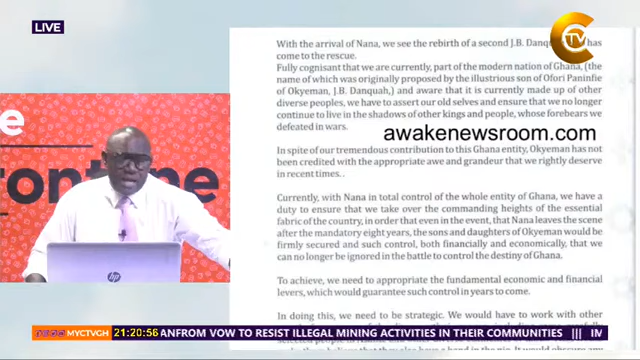 LIVE
C
TV
e
rontline
With the arrival of Nana, we see the rebirth of a second J.B. has
come to the rescue.
Fully cognisant that we are currently, part of the modern nation of Ghana, (the
name of which was originally proposed by the illustrious son of Ofori Paninfie
of Okyeman, J.B. Danquah,) and aware that it is currently made up of other
diverse peoples, we have to assert our old selves and ensure that we no longer
continue to live in the shadows of other kings and people, whose forebears we
defeated in wars.
awakenewsroom.com
In spite of our tremendous contribution to this Ghana entity, Okyeman has not
been credited with the appropriate awe and grandeur that we rightly deserve
in recent times..
Currently, with Nana in total control of the whole entity of Ghana, we have a
duty to ensure that we take over the commanding heights of the essential
fabric of the country, in order that even in the event, that Nana leaves the scene
after the mandatory eight years, the sons and daughters of Okyeman would be
firmly secured and such control, both financially and economically, that we
can no longer be ignored in the battle to control the destiny of Ghana.
To achieve, we need to appropriate the fundamental economic and financial
levers, which would guarantee such control in years to come.
In doing this, we need to be strategic. We would have to work with other
hp
MYCTVGH 21:20:56 ANFROM VOW TO RESIST ILLEGAL MINING ACTIVITIES IN THEIR COMMUNITIES